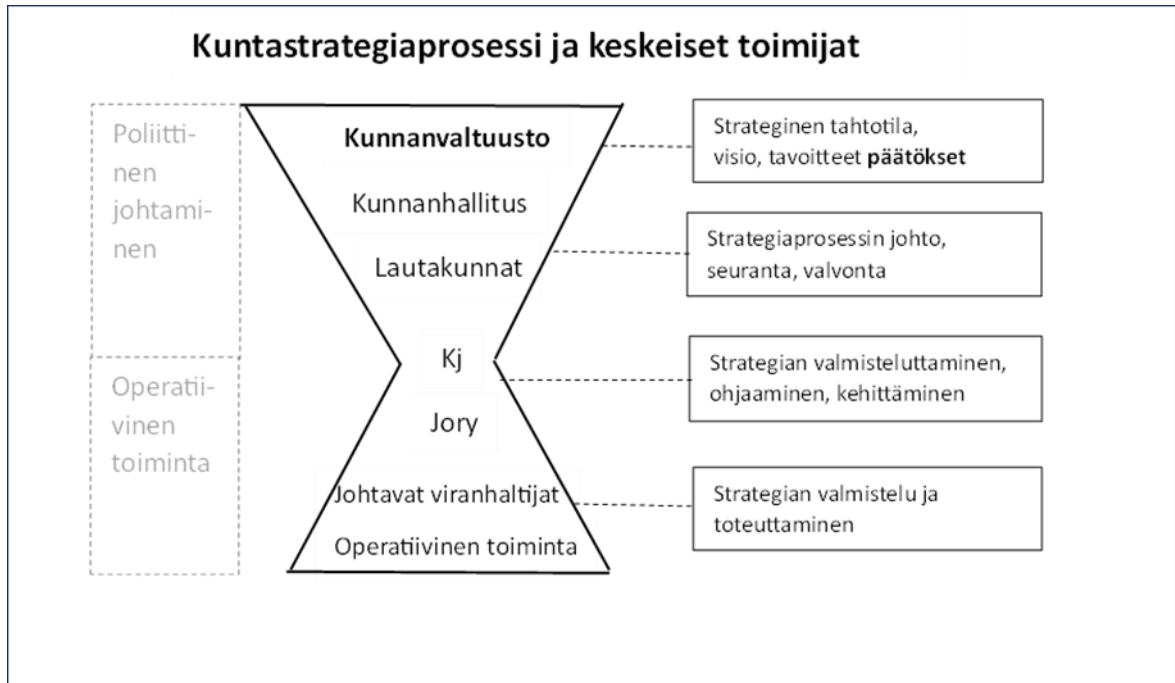 Kuntastrategiaprosessi ja keskeiset toimijat
Poliitti-
nen
johtami-
nen
Operatii-
vinen
toiminta
Kunnanvaltuusto
Kunnanhallitus
Lautakunnat
Kj
Jory
Johtavat viranhaltijat
Operatiivinen toiminta
Strateginen tahtotila,
visio, tavoitteet päätökset
Strategiaprosessin johto,
seuranta, valvonta
Strategian valmisteluttaminen,
ohjaaminen, kehittäminen
Strategian valmistelu ja
toteuttaminen